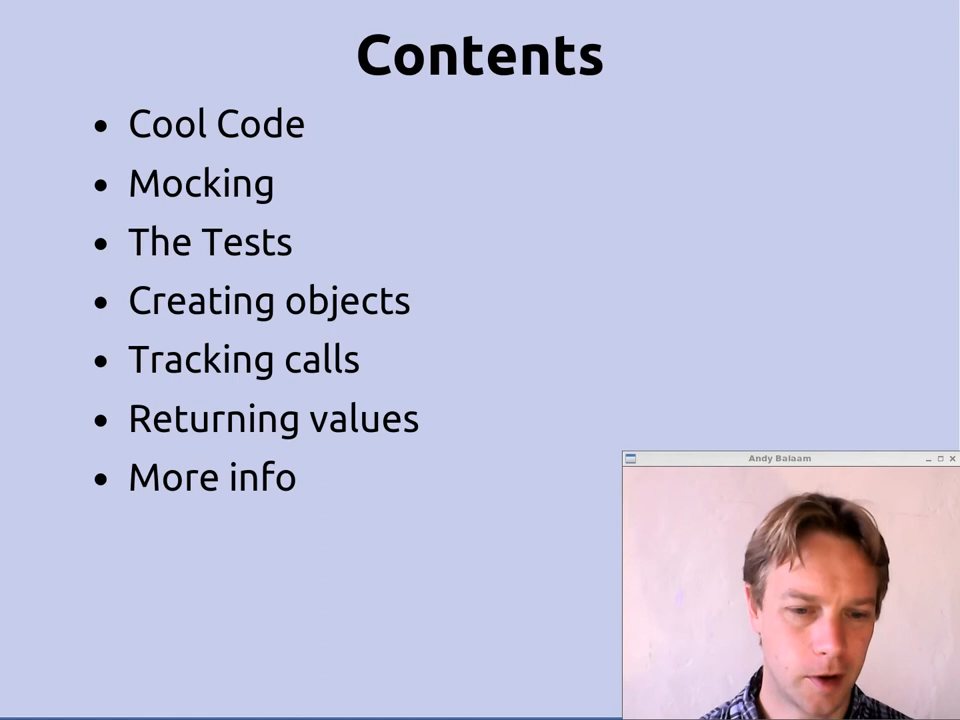 Contents
• Cool Code
• Mocking
• The Tests
• Creating objects
• Tracking calls
• Returning values
• More info
Andy Balaam